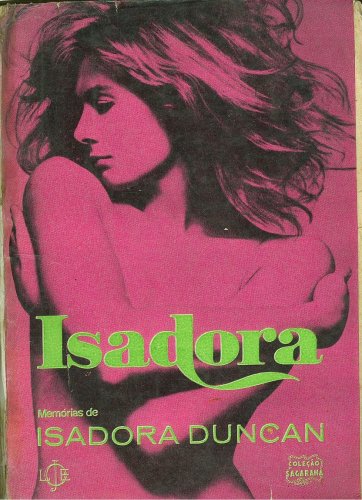 Isadora
Memórias de
ISADORA DUNCAN
COLEÇÃO
SAGARANA